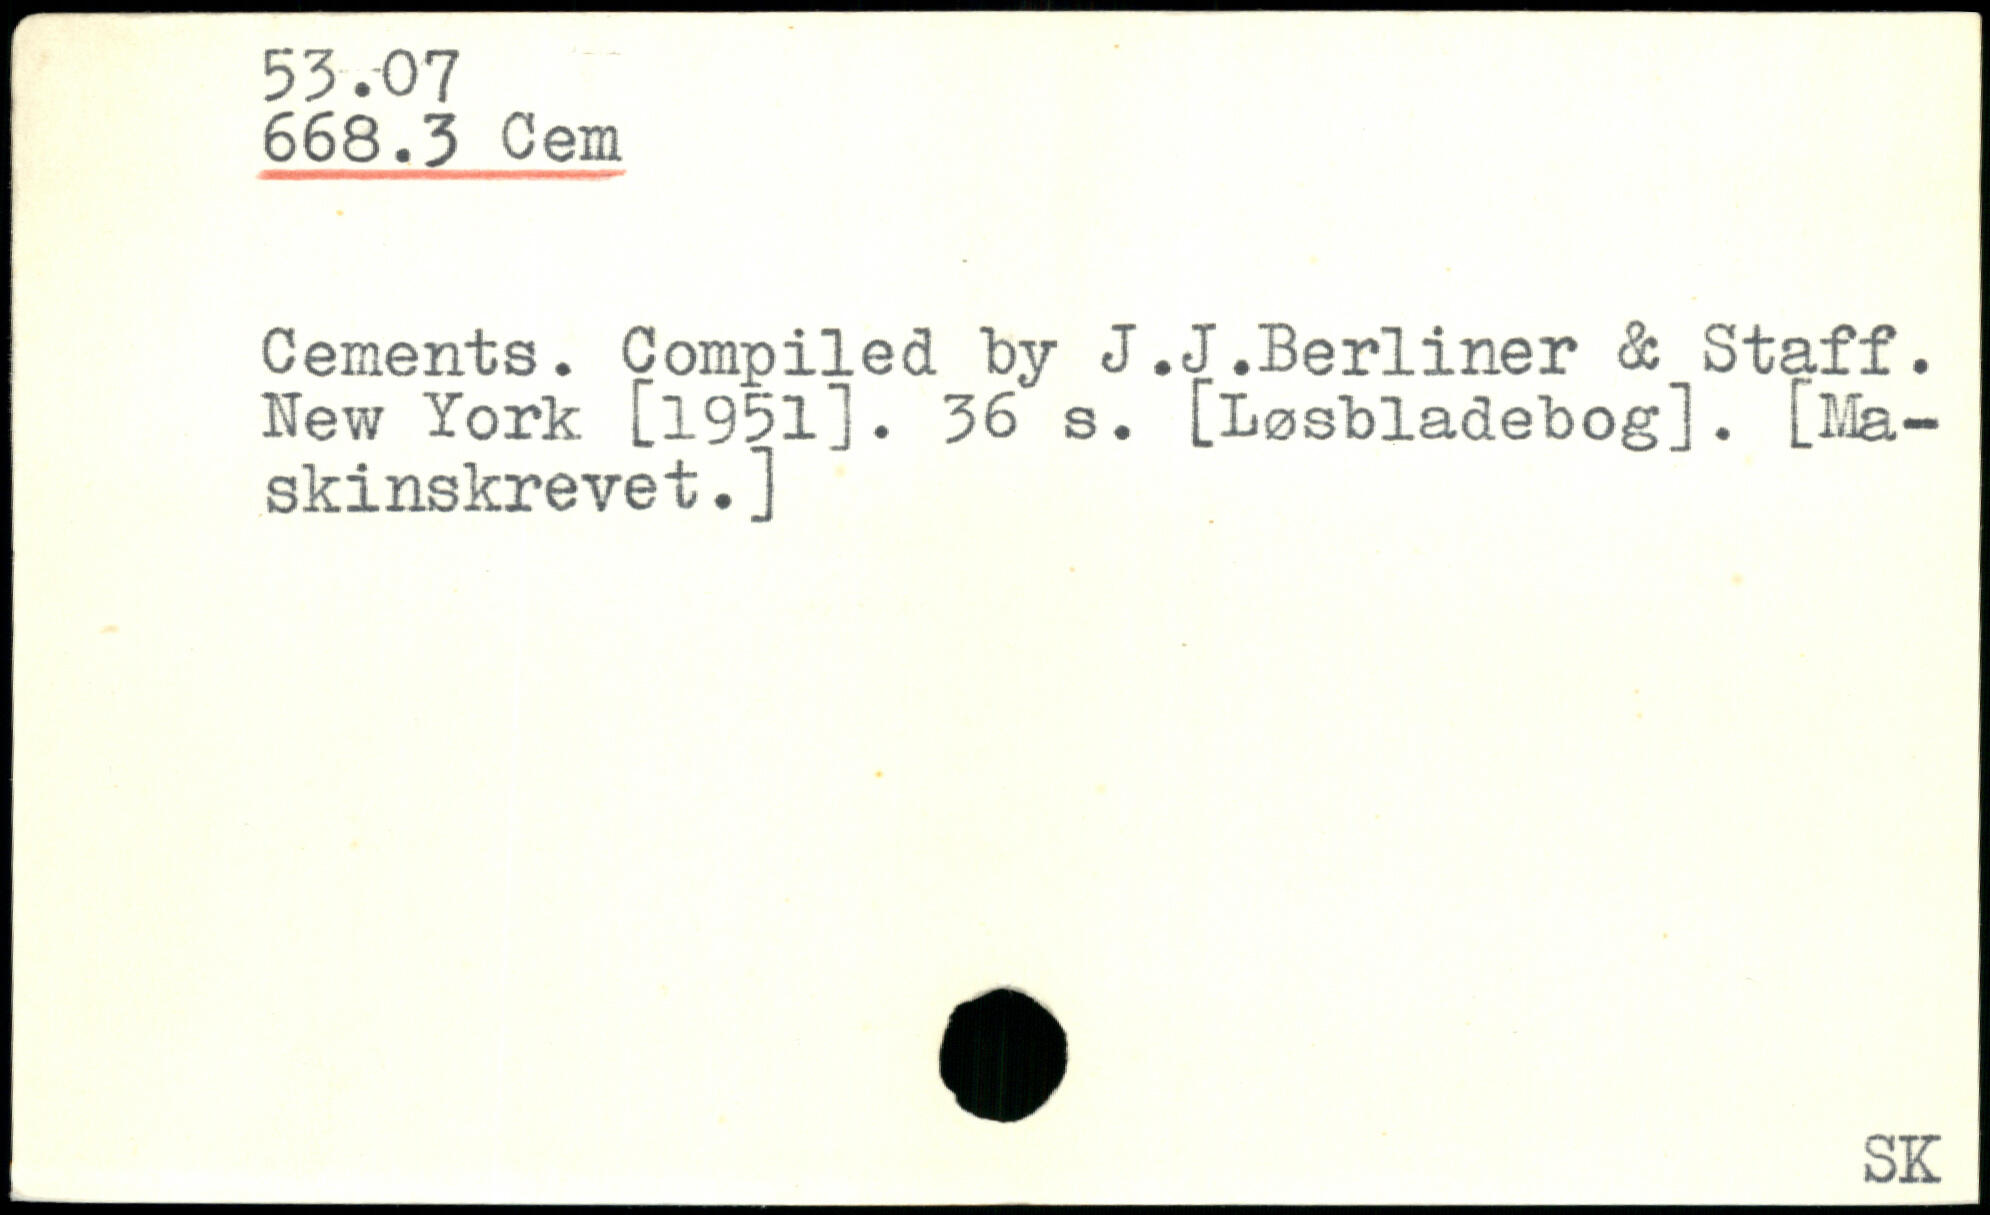 53.07
668.3 Cem
Cements. Compiled by J.J.Berliner & Staff.
New York [1951]. 36 s. [Løsbladebog]. [Ma-
skinskrevet.]
SK